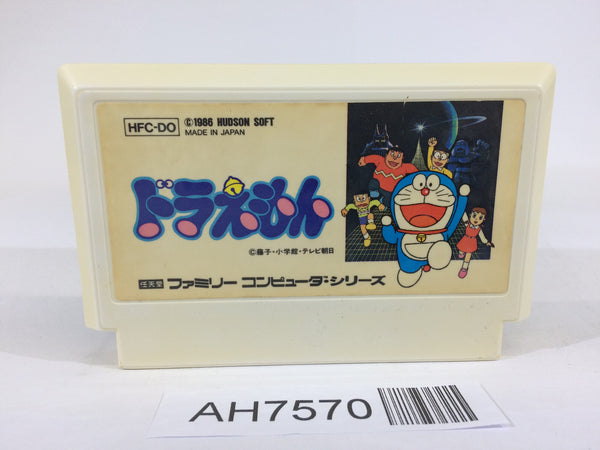 HFC-DO
©1986 HUDSON SOFT
MADE IN JAPAN
ドラえもん
©藤子・小学館・テレビ朝日
任天堂 ファミリー コンピュータ・シリーズ
AH7570